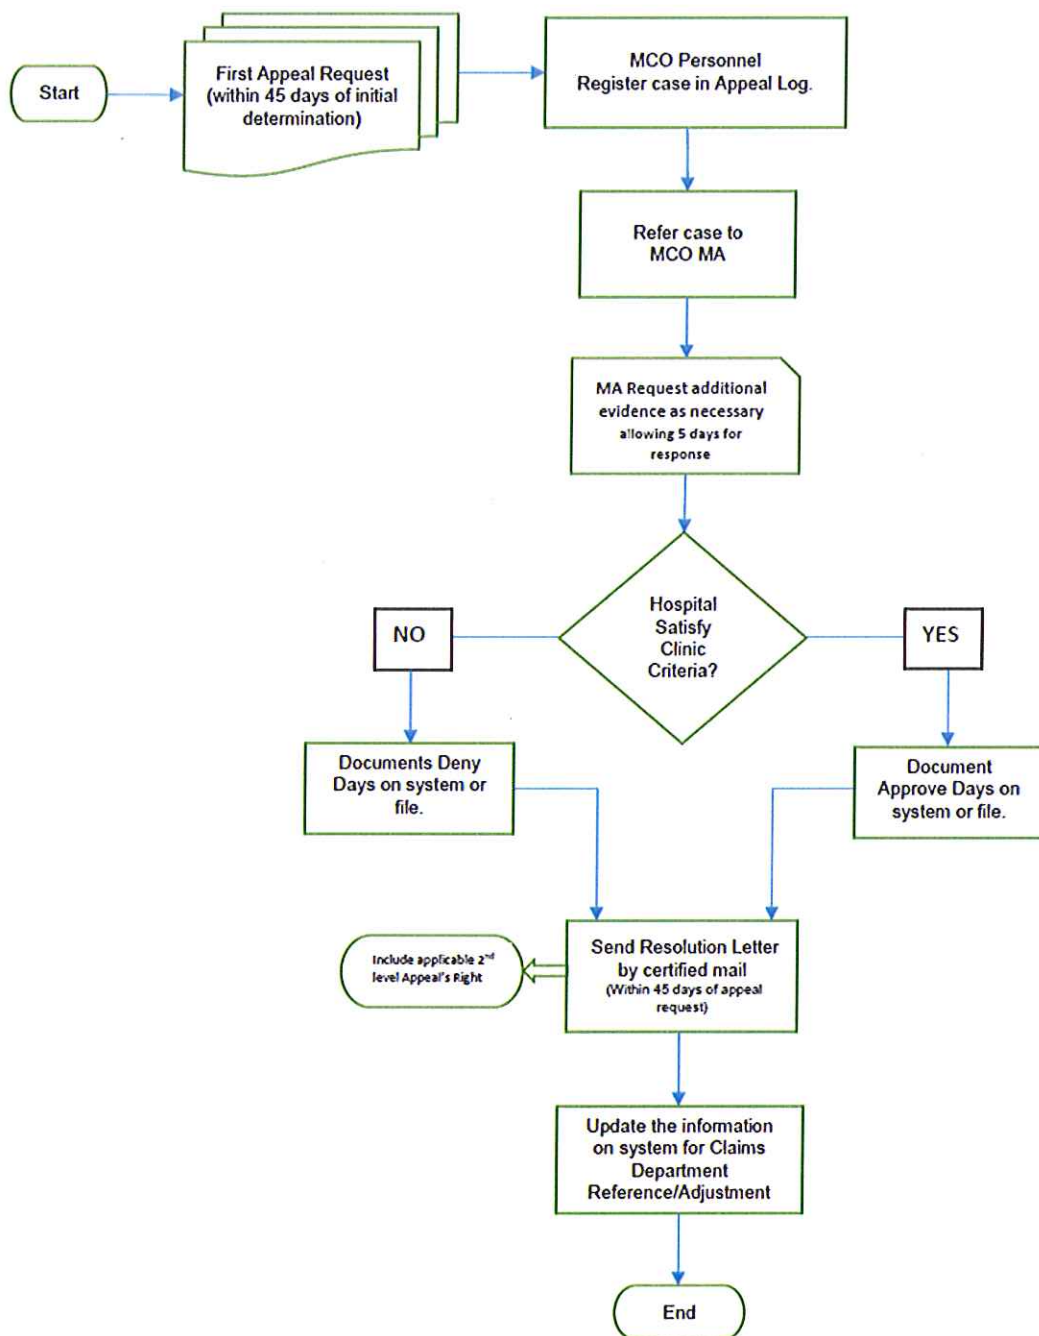 Start
First Appeal Request
(within 45 days of initial
determination)
MCO Personnel
Register case in Appeal Log.
Refer case to
MCO MA
MA Request additional
evidence as necessary
allowing 5 days for
response
Hospital
Satisfy
Clinic
Criteria?
NO
YES
Documents Deny
Days on system or
file.
Document
Approve Days on
system or file.
Send Resolution Letter
by certified mail
(Within 45 days of appeal
request)
Include applicable 2nd
level Appeal's Right
Update the information
on system for Claims
Department
Reference/Adjustment
End